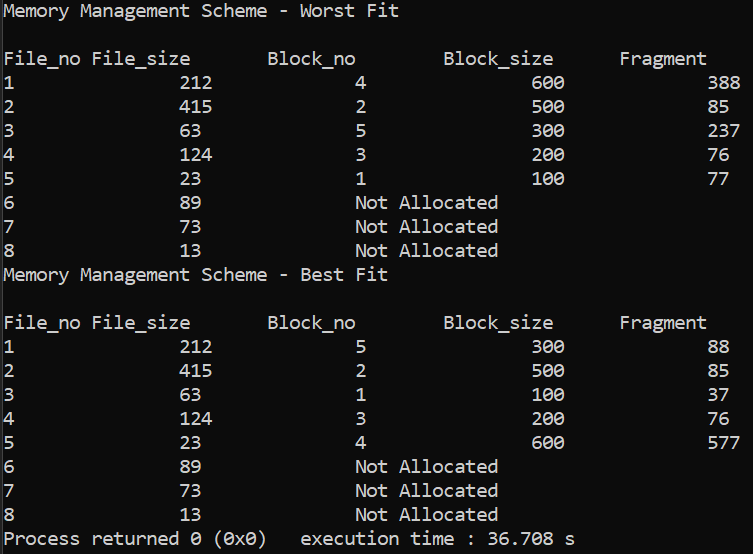 Memory Management Scheme - Worst Fit
File_no File_size Block_no Block_size Fragment
1 212 4 600 388
2 415 2 500 85
3 63 5 300 237
4 124 3 200 76
5 23 1 100 77
6 89 Not Allocated
7 73 Not Allocated
8 13 Not Allocated
Memory Management Scheme - Best Fit
File_no File_size Block_no Block_size Fragment
1 212 5 300 88
2 415 2 500 85
3 63 1 100 37
4 124 3 200 76
5 23 4 600 577
6 89 Not Allocated
7 73 Not Allocated
8 13 Not Allocated
Process returned 0 (0x0) execution time : 36.708 s